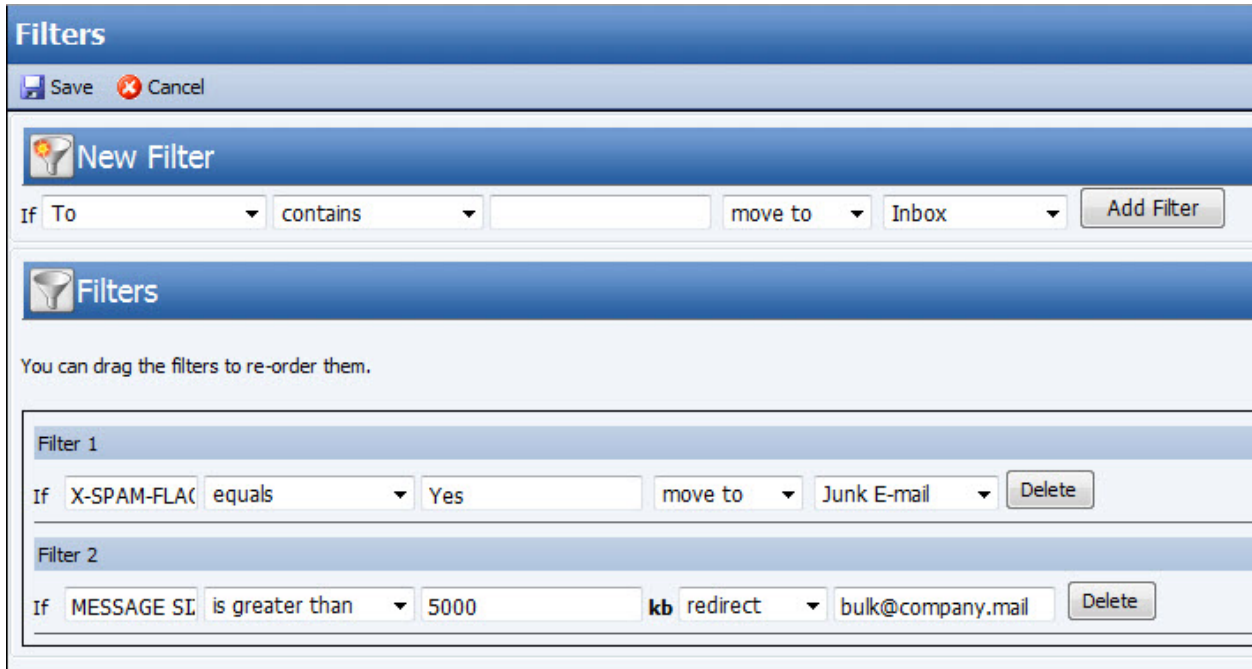 Filters
Save Cancel
New Filter
If To contains move to Inbox Add Filter
Filters
You can drag the filters to re-order them.
Filter 1
If X-SPAM-FLAG equals Yes move to Junk E-mail Delete
Filter 2
If MESSAGE SI is greater than 5000 kb redirect bulk@company.mail Delete